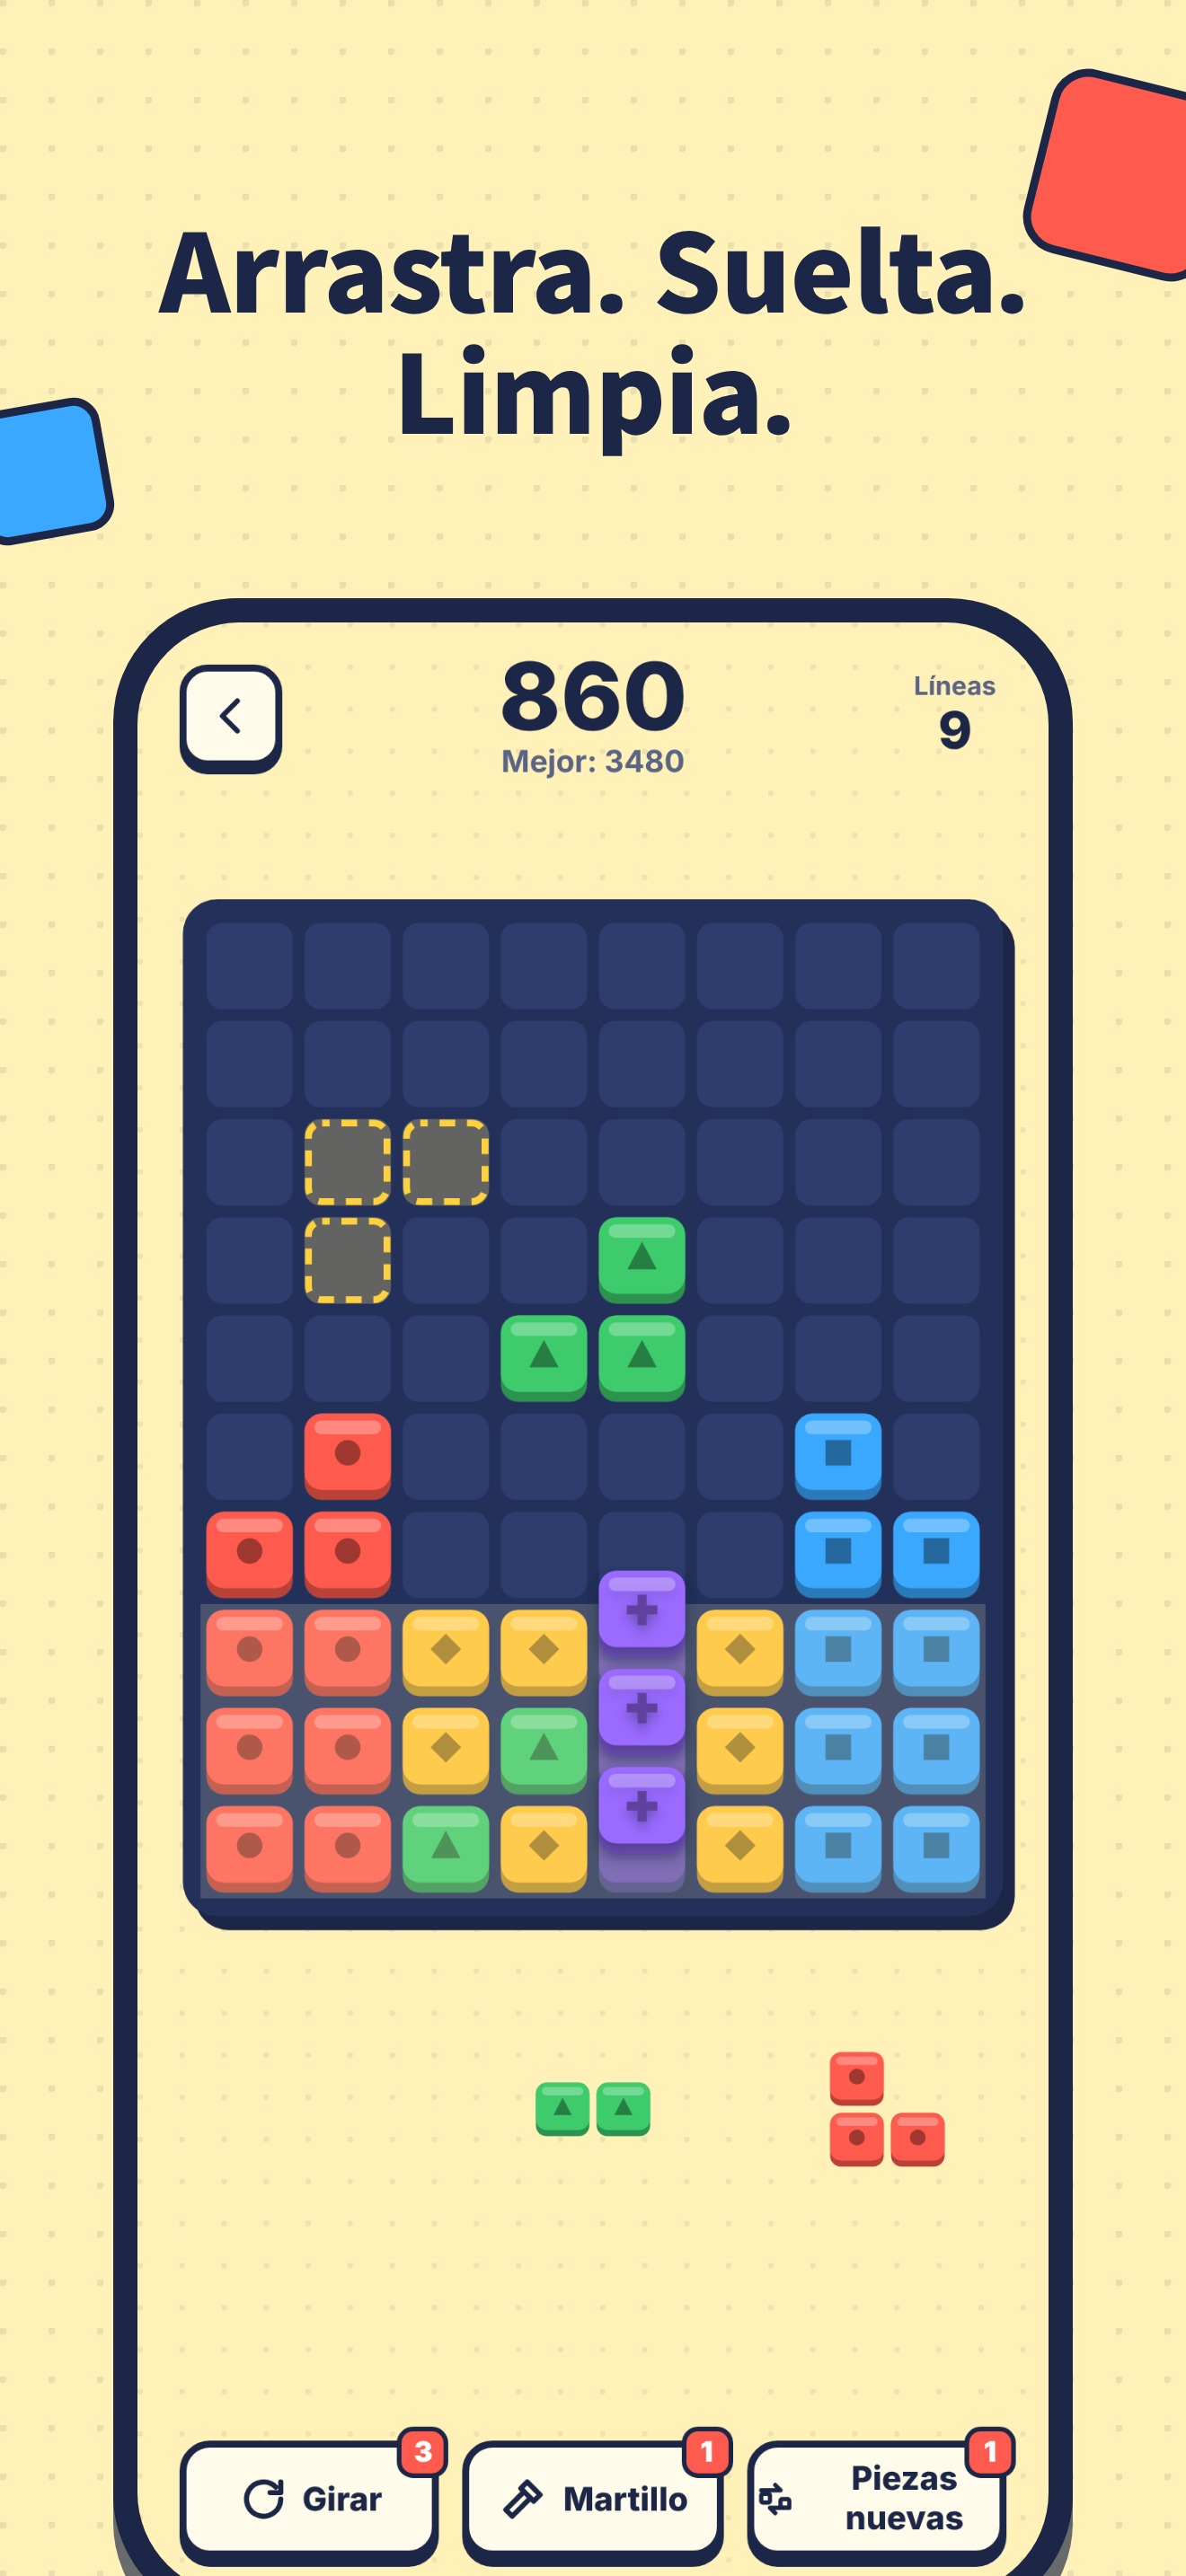 Arrastra. Suelta.
Limpia.
860
Mejor: 3480
Líneas
9
3
Girar
1
Martillo
1
Piezas
nuevas